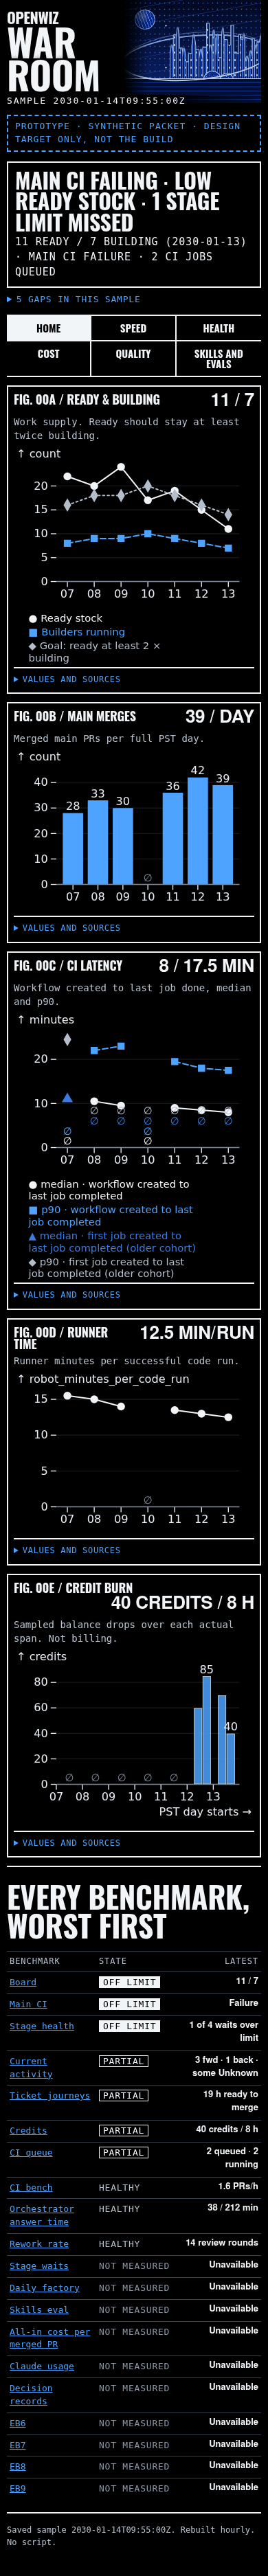 OPENWIZ
WAR
ROOM
SAMPLE 2030-01-14T09:55:00Z
PROTOTYPE · SYNTHETIC PACKET · DESIGN
TARGET ONLY, NOT THE BUILD
MAIN CI FAILING · LOW
READY STOCK · 1 STAGE
LIMIT MISSED
11 READY / 7 BUILDING (2030-01-13)
· MAIN CI FAILURE · 2 CI JOBS
QUEUED
▶ 5 GAPS IN THIS SAMPLE
HOME SPEED HEALTH
COST QUALITY SKILLS AND
EVALS
FIG. 00A / READY & BUILDING 11 / 7
Work supply. Ready should stay at least
twice building.
↑ count
20
15
10
5
0
07 08 09 10 11 12 13
● Ready stock
■ Builders running
◆ Goal: ready at least 2 ×
building
▶ VALUES AND SOURCES
FIG. 00B / MAIN MERGES 39 / DAY
Merged main PRs per full PST day.
↑ count
40
30
20
10
0
28 33 30 ∅ 36 42 39
07 08 09 10 11 12 13
▶ VALUES AND SOURCES
FIG. 00C / CI LATENCY 8 / 17.5 MIN
Workflow created to last job done, median
and p90.
↑ minutes
20
10
0
∅ ∅ ∅ ∅ ∅ ∅
∅ ∅ ∅ ∅ ∅
∅ ∅
∅ ∅
07 08 09 10 11 12 13
● median · workflow created to
last job completed
■ p90 · workflow created to last
job completed
▲ median · first job created to
last job completed (older cohort)
◆ p90 · first job created to last
job completed (older cohort)
▶ VALUES AND SOURCES
FIG. 00D / RUNNER
TIME
12.5 MIN/RUN
Runner minutes per successful code run.
↑ robot_minutes_per_code_run
15
10
5
0
∅
07 08 09 10 11 12 13
▶ VALUES AND SOURCES
FIG. 00E / CREDIT BURN
40 CREDITS / 8 H
Sampled balance drops over each actual
span. Not billing.
↑ credits
80
60
40
20
0
85
40
∅ ∅ ∅ ∅ ∅
07 08 09 10 11 12 13
PST day starts →
▶ VALUES AND SOURCES
EVERY BENCHMARK,
WORST FIRST
BENCHMARK STATE LATEST
Board OFF LIMIT 11 / 7
Main CI OFF LIMIT Failure
Stage health OFF LIMIT 1 of 4 waits over
limit
Current
activity
PARTIAL 3 fwd · 1 back ·
some Unknown
Ticket journeys PARTIAL 19 h ready to
merge
Credits PARTIAL 40 credits / 8 h
CI queue PARTIAL 2 queued · 2
running
CI bench HEALTHY 1.6 PRs/h
Orchestrator
answer time
HEALTHY 38 / 212 min
Rework rate HEALTHY 14 review rounds
Stage waits NOT MEASURED Unavailable
Daily factory NOT MEASURED Unavailable
Skills eval NOT MEASURED Unavailable
All-in cost per
merged PR
NOT MEASURED Unavailable
Claude usage NOT MEASURED Unavailable
Decision
records
NOT MEASURED Unavailable
EB6 NOT MEASURED Unavailable
EB7 NOT MEASURED Unavailable
EB8 NOT MEASURED Unavailable
EB9 NOT MEASURED Unavailable
Saved sample 2030-01-14T09:55:00Z. Rebuilt hourly.
No script.